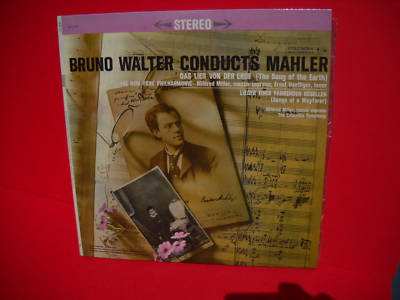 STEREO
BRUNO WALTER CONDUCTS MAHLER
DAS LIED VON DER ERDE (The Song of the Earth)
THE NEW YORK PHILHARMONIC - Mildred Miller, mezzo-soprano, Ernst Haefliger, tenor
LIEDER EINES FAHRENDEN GESELLEN
(Songs of a Wayfarer)
Mildred Miller, mezzo-soprano
The Columbia Symphony